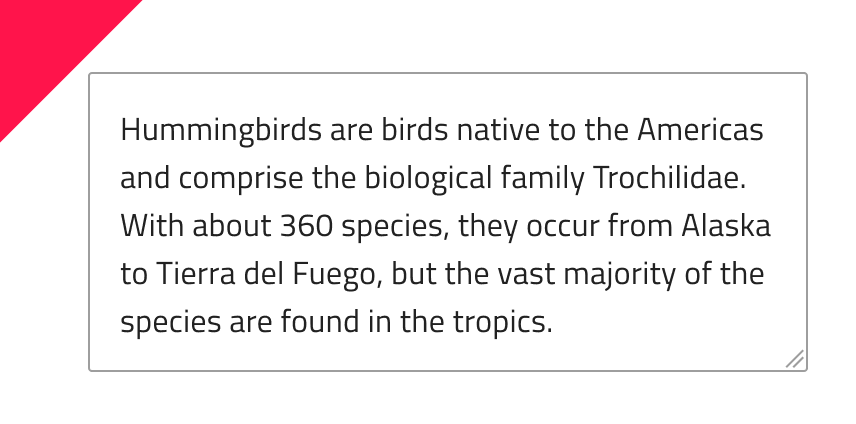 Hummingbirds are birds native to the Americas
and comprise the biological family Trochilidae.
With about 360 species, they occur from Alaska
to Tierra del Fuego, but the vast majority of the
species are found in the tropics.